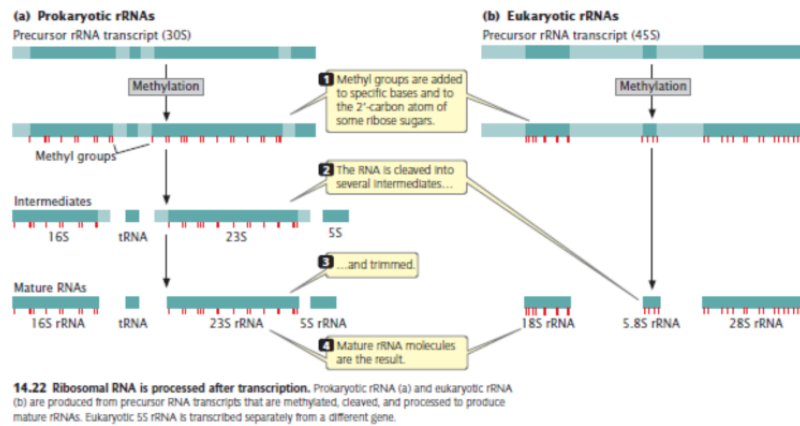 (a) Prokaryotic rRNAs
Precursor rRNA transcript (30S)
Methylation
1 Methyl groups are added
to specific bases and to
the 2'-carbon atom of
some ribose sugars.
Methyl groups
2 The RNA is cleaved into
several intermediates...
Intermediates
16S
tRNA
23S
5S
3 ...and trimmed.
Mature RNAs
16S rRNA
tRNA
23S rRNA
5S rRNA
4 Mature rRNA molecules
are the result.
(b) Eukaryotic rRNAs
Precursor rRNA transcript (45S)
Methylation
18S rRNA
5.8S rRNA
28S rRNA
14.22 Ribosomal RNA is processed after transcription. Prokaryotic rRNA (a) and eukaryotic rRNA
(b) are produced from precursor RNA transcripts that are methylated, cleaved, and processed to produce
mature rRNAs. Eukaryotic 5S rRNA is transcribed separately from a different gene.